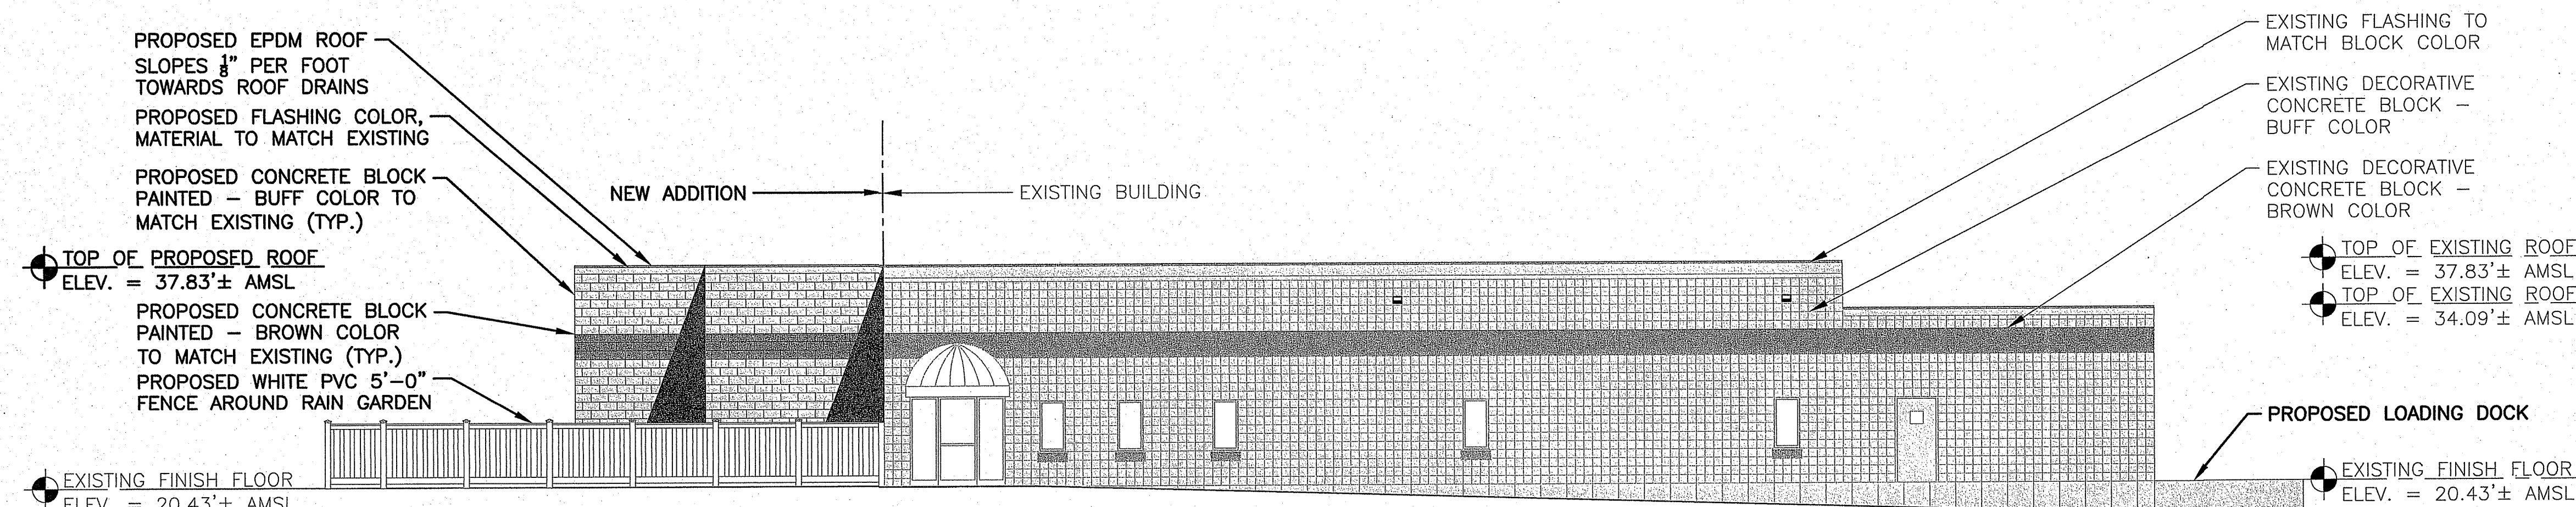 PROPOSED EPDM ROOF
SLOPES 1/8" PER FOOT
TOWARDS ROOF DRAINS
PROPOSED FLASHING COLOR,
MATERIAL TO MATCH EXISTING
PROPOSED CONCRETE BLOCK
PAINTED – BUFF COLOR TO
MATCH EXISTING (TYP.)
TOP OF PROPOSED ROOF
ELEV. = 37.83'± AMSL
PROPOSED CONCRETE BLOCK
PAINTED – BROWN COLOR
TO MATCH EXISTING (TYP.)
PROPOSED WHITE PVC 5'–0"
FENCE AROUND RAIN GARDEN
EXISTING FINISH FLOOR
ELEV. = 20.43'± AMSL
NEW ADDITION
EXISTING BUILDING
EXISTING FLASHING TO
MATCH BLOCK COLOR
EXISTING DECORATIVE
CONCRETE BLOCK –
BUFF COLOR
EXISTING DECORATIVE
CONCRETE BLOCK –
BROWN COLOR
TOP OF EXISTING ROOF
ELEV. = 37.83'± AMSL
TOP OF EXISTING ROOF
ELEV. = 34.09'± AMSL
PROPOSED LOADING DOCK
EXISTING FINISH FLOOR
ELEV. = 20.43'± AMSL